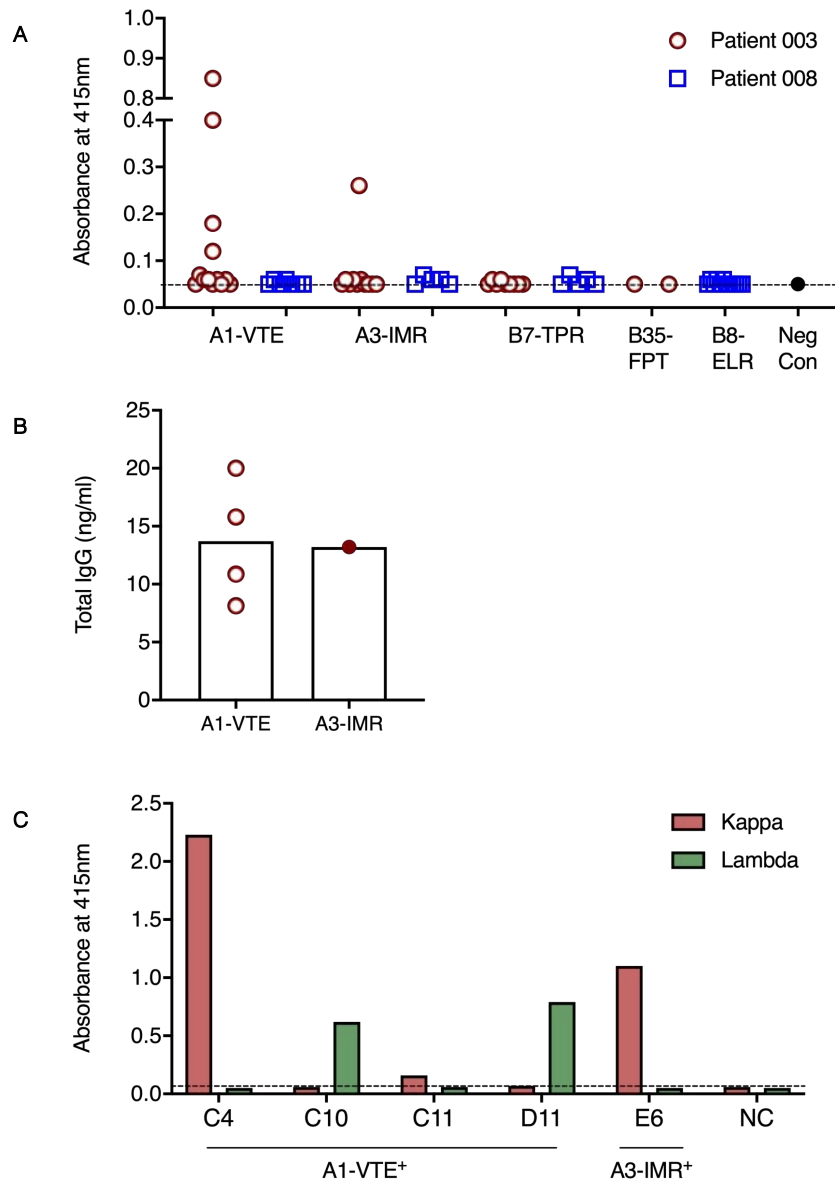 A
Absorbance at 415nm
1.0
0.9
0.8
0.4
0.3
0.2
0.1
0.0
Patient 003
Patient 008
A1-VTE
A3-IMR
B7-TPR
B35-
FPT
B8-
ELR
Neg
Con
B
Total IgG (ng/ml)
25
20
15
10
5
0
A1-VTE
A3-IMR
C
Absorbance at 415nm
2.5
2.0
1.5
1.0
0.5
0.0
Kappa
Lambda
C4
C10
C11
D11
E6
NC
A1-VTE⁺
A3-IMR⁺